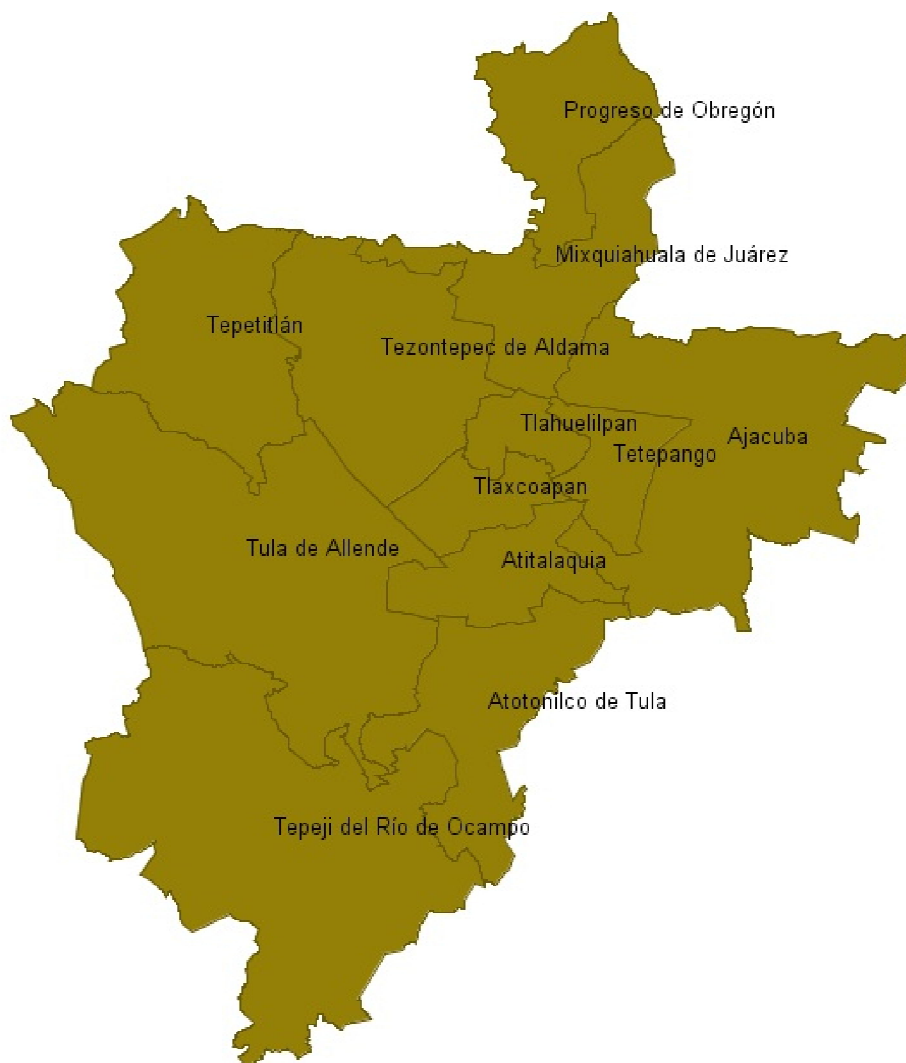 Progreso de Obregón
Mixquiahuala de Juárez
Tepetitlán
Tezontepec de Aldama
Tlahuelilpan
Ajacuba
Tetepango
Tlaxcoapan
Tula de Allende
Atitalaquia
Atotonilco de Tula
Tepeji del Río de Ocampo